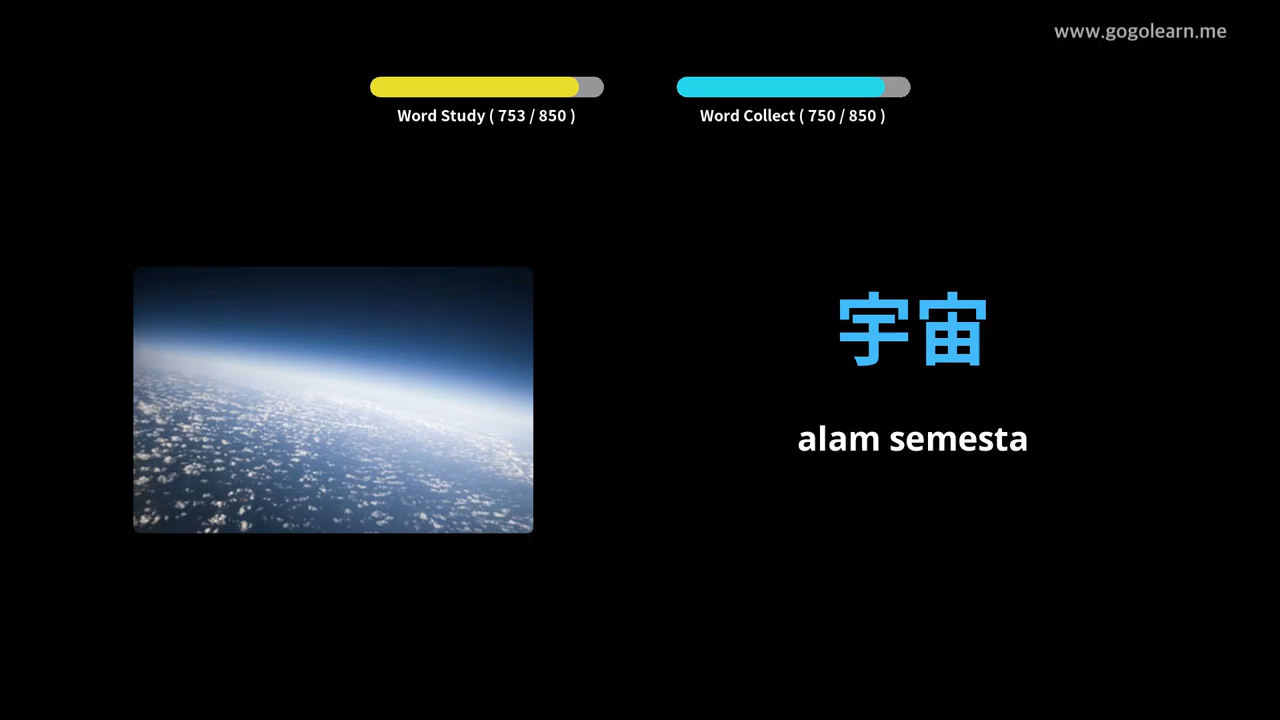 www.gogolearn.me
Word Study ( 753 / 850 )
Word Collect ( 750 / 850 )
宇宙
alam semesta